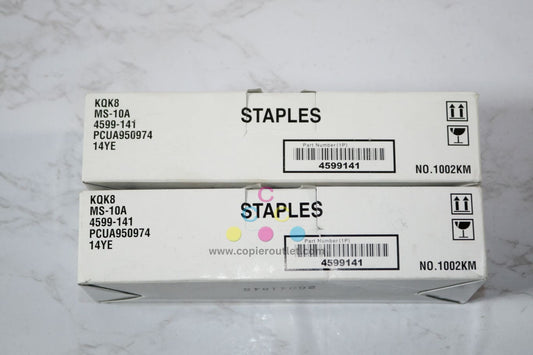 KQK8
MS-10A
4599-141
PCUA950974
14YE
STAPLES
Part Number(1P)
4599141
NO.1002KM
KQK8
MS-10A
4599-141
PCUA950974
14YE
STAPLES
C
www.copieroutlet.com
Part Number(1P)
4599141
NO.1002KM